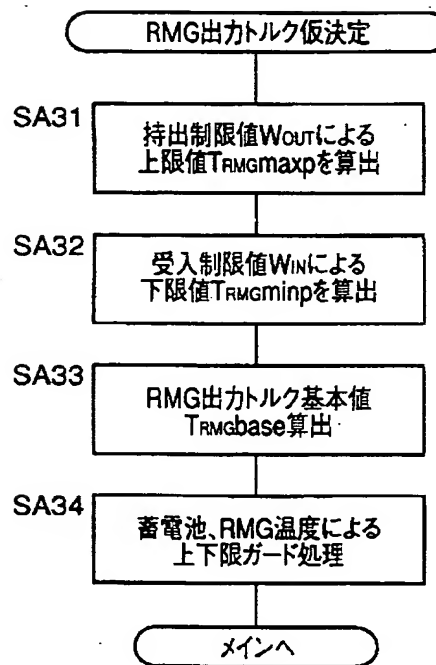 RMG出力トルク仮決定
SA31
持出制限値WOUTによる
上限値TRMGmaxpを算出
SA32
受入制限値WINによる
下限値TRMGminpを算出
SA33
RMG出力トルク基本値
TRMGbase算出
SA34
蓄電池、RMG温度による
上下限ガード処理
メインへ